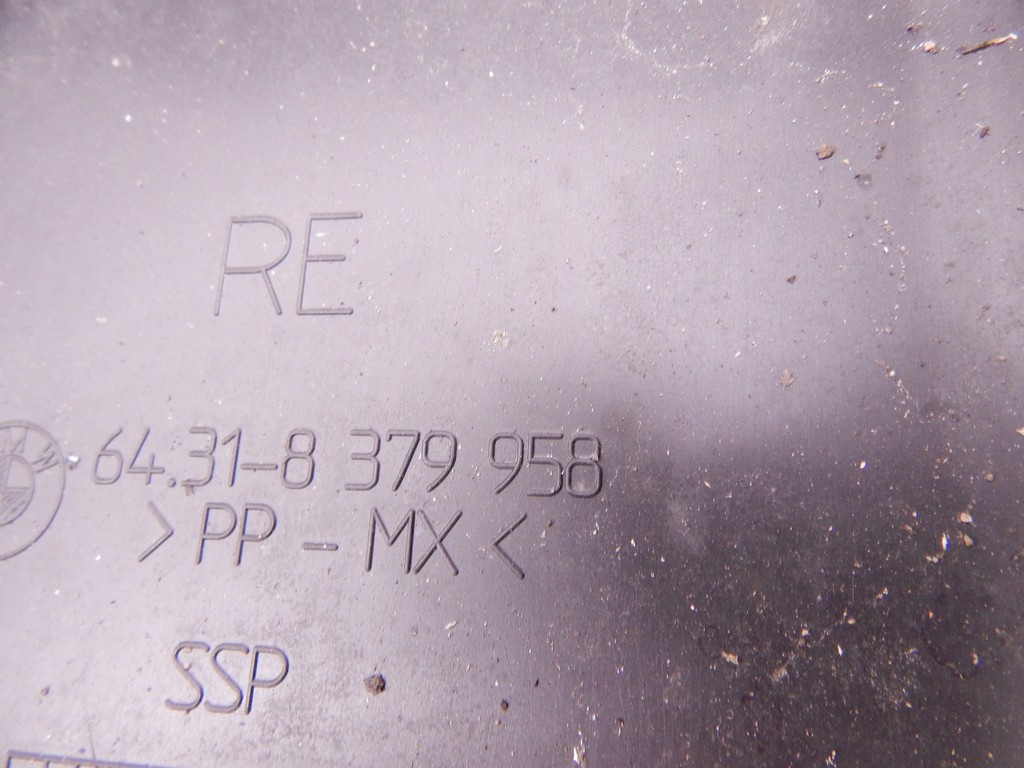 RE
64.31-8 379 958
>PP - MX<
SSP